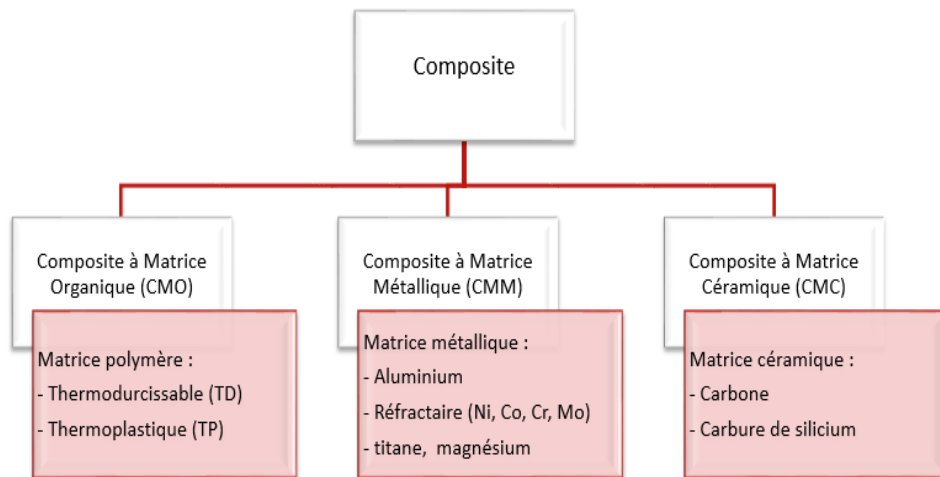 Composite
Composite à Matrice
Organique (CMO)
Matrice polymère :
- Thermodurcissable (TD)
- Thermoplastique (TP)
Composite à Matrice
Métallique (CMM)
Matrice métallique :
- Aluminium
- Réfractaire (Ni, Co, Cr, Mo)
- titane, magnésium
Composite à Matrice
Céramique (CMC)
Matrice céramique :
- Carbone
- Carbure de silicium